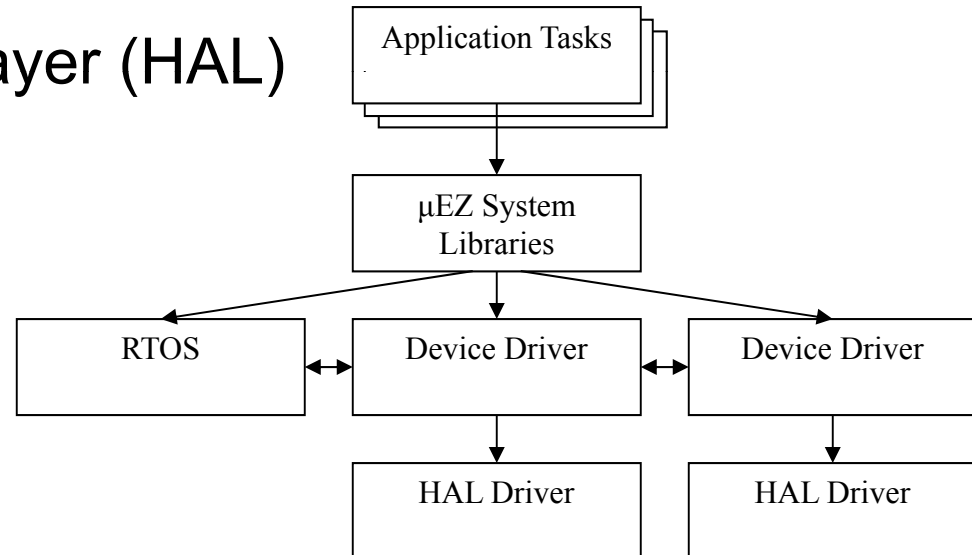 ayer (HAL)
Application Tasks
μEZ System
Libraries
RTOS
Device Driver
Device Driver
HAL Driver
HAL Driver